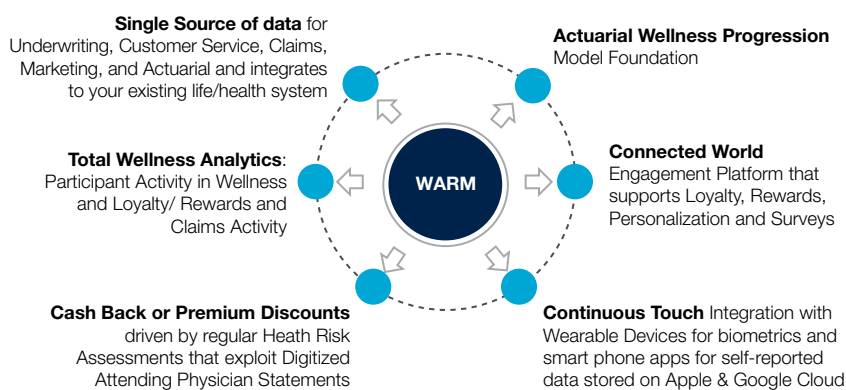 Single Source of data for
Underwriting, Customer Service, Claims,
Marketing, and Actuarial and integrates
to your existing life/health system
Actuarial Wellness Progression
Model Foundation
Total Wellness Analytics:
Participant Activity in Wellness
and Loyalty/ Rewards and
Claims Activity
WARM
Connected World
Engagement Platform that
supports Loyalty, Rewards,
Personalization and Surveys
Cash Back or Premium Discounts
driven by regular Heath Risk
Assessments that exploit Digitized
Attending Physician Statements
Continuous Touch Integration with
Wearable Devices for biometrics and
smart phone apps for self-reported
data stored on Apple & Google Cloud